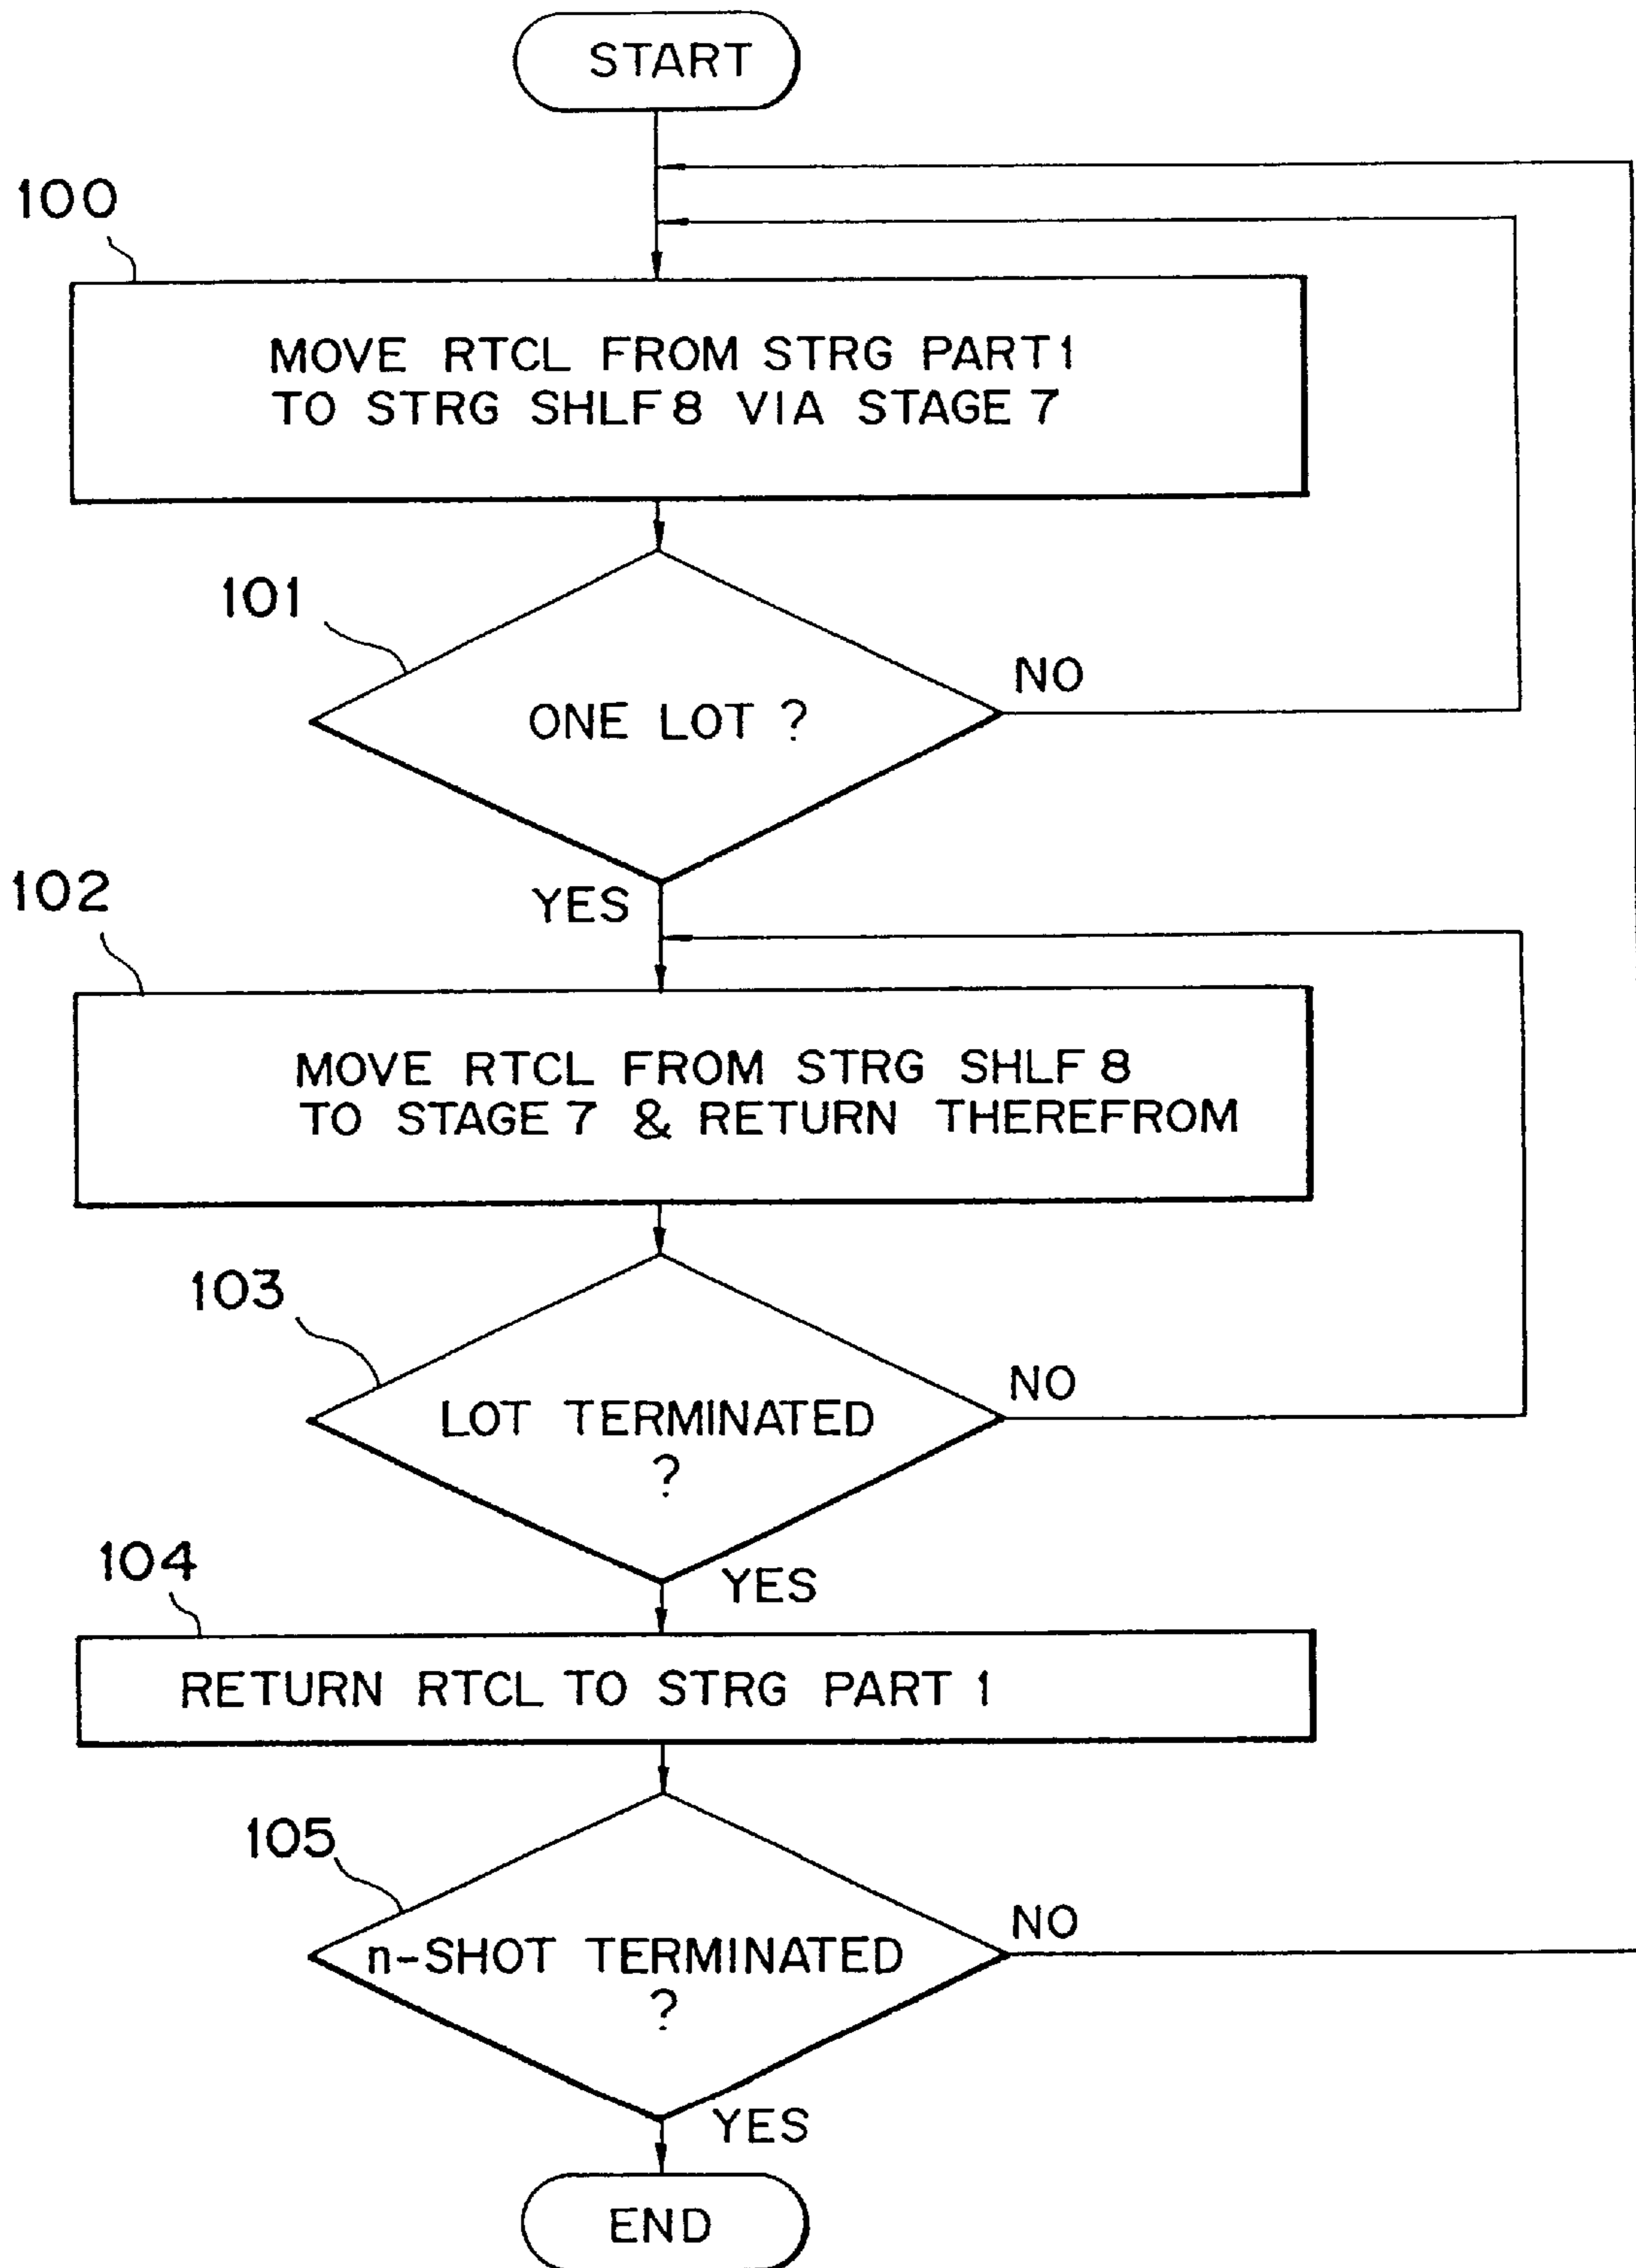 START
100
MOVE RTCL FROM STRG PART 1
TO STRG SHLF 8 VIA STAGE 7
101
ONE LOT ?
NO
YES
102
MOVE RTCL FROM STRG SHLF 8
TO STAGE 7 & RETURN THEREFROM
103
LOT TERMINATED
?
NO
YES
104
RETURN RTCL TO STRG PART 1
105
n-SHOT TERMINATED
?
NO
YES
END